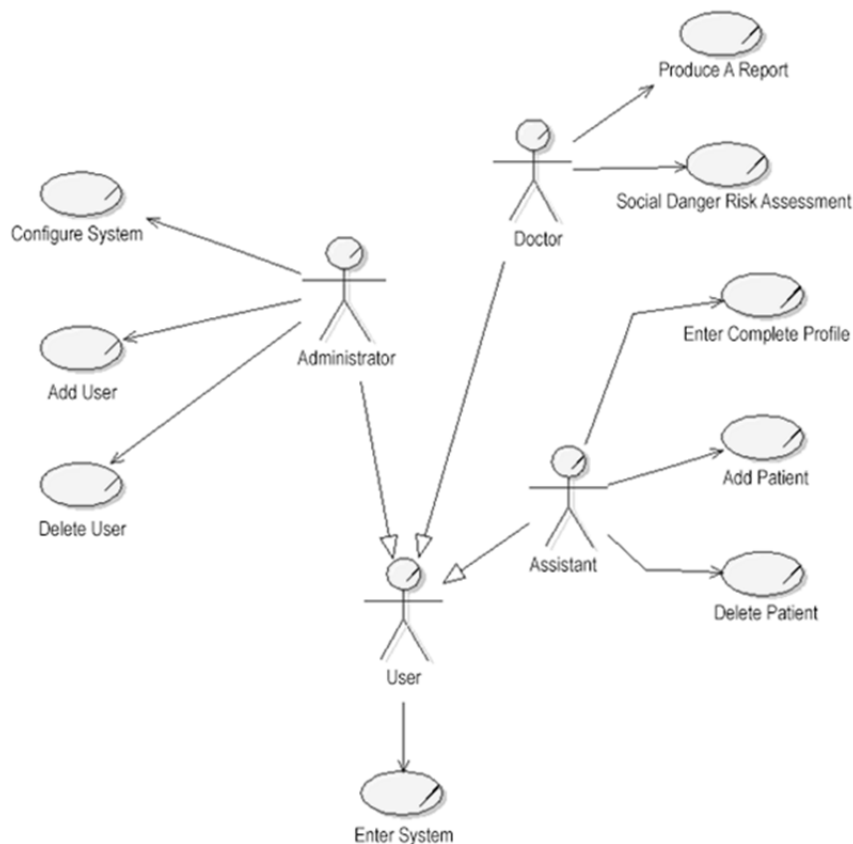 Produce A Report
Social Danger Risk Assessment
Doctor
Configure System
Administrator
Enter Complete Profile
Add User
Add Patient
Delete User
Assistant
Delete Patient
User
Enter System